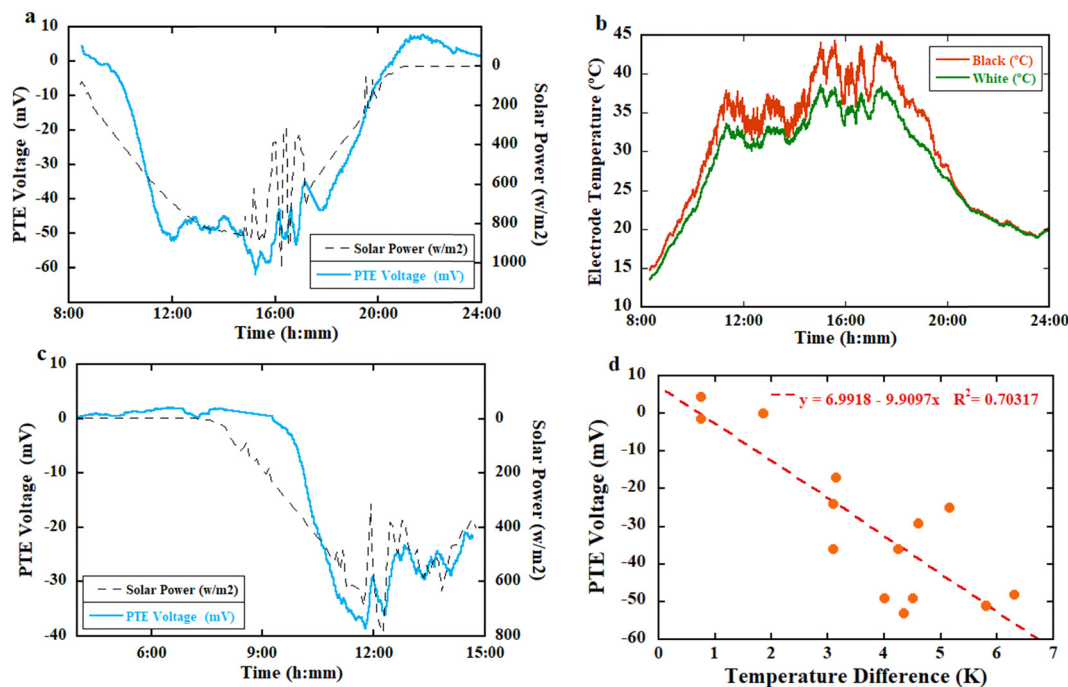 a
10
0
-10
-20
-30
-40
-50
-60
PTE Voltage (mV)
0
200
400
600
800
1000
Solar Power (w/m2)
Solar Power (w/m2)
PTE Voltage (mV)
8:00 12:00 16:00 20:00 24:00
Time (h:mm)
b
45
40
35
30
25
20
15
10
Electrode Temperature (°C)
Black (°C)
White (°C)
8:00 12:00 16:00 20:00 24:00
Time (h:mm)
c
10
0
-10
-20
-30
-40
PTE Voltage (mV)
0
200
400
600
800
Solar Power (w/m2)
Solar Power (w/m2)
PTE Voltage (mV)
6:00 9:00 12:00 15:00
Time (h:mm)
d
10
0
-10
-20
-30
-40
-50
-60
PTE Voltage (mV)
y = 6.9918 - 9.9097x R²= 0.70317
0 1 2 3 4 5 6 7
Temperature Difference (K)